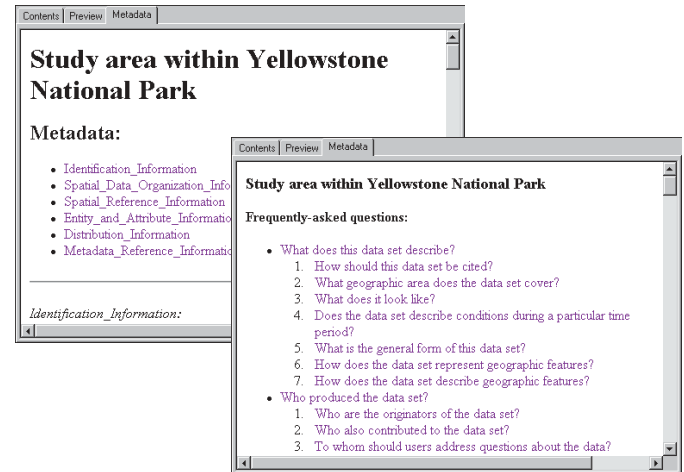 Contents Preview Metadata
Study area within Yellowstone
National Park
Metadata:
• Identification_Information
• Spatial_Data_Organization_Info
• Spatial_Reference_Information
• Entity_and_Attribute_Informatio
• Distribution_Information
• Metadata_Reference_Informatio
Identification_Information:
Contents Preview Metadata
Study area within Yellowstone National Park
Frequently-asked questions:
• What does this data set describe?
1. How should this data set be cited?
2. What geographic area does the data set cover?
3. What does it look like?
4. Does the data set describe conditions during a particular time
period?
5. What is the general form of this data set?
6. How does the data set represent geographic features?
7. How does the data set describe geographic features?
• Who produced the data set?
1. Who are the originators of the data set?
2. Who also contributed to the data set?
3. To whom should users address questions about the data?